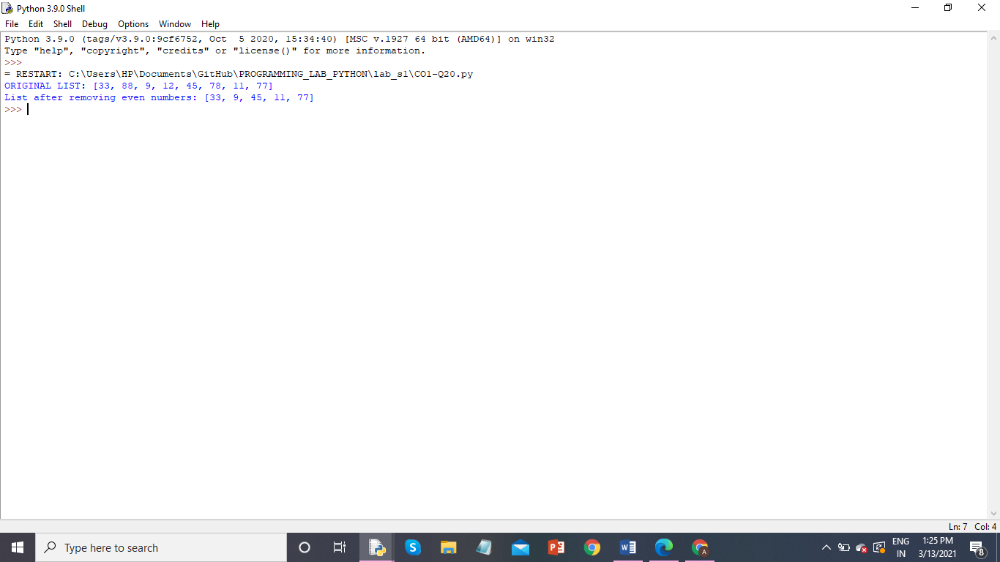 Python 3.9.0 Shell
File Edit Shell Debug Options Window Help
Python 3.9.0 (tags/v3.9.0:9cf6752, Oct  5 2020, 15:34:40) [MSC v.1927 64 bit (AMD64)] on win32
Type "help", "copyright", "credits" or "license()" for more information.
>>>
= RESTART: C:\Users\HP\Documents\GitHub\PROGRAMMING_LAB_PYTHON\lab_s1\CO1-Q20.py
ORIGINAL LIST: [33, 88, 9, 12, 45, 78, 11, 77]
List after removing even numbers: [33, 9, 45, 11, 77]
>>>
Ln: 7 Col: 4
Type here to search
S
P
W
A
ENG
IN
1:25 PM
3/13/2021
8